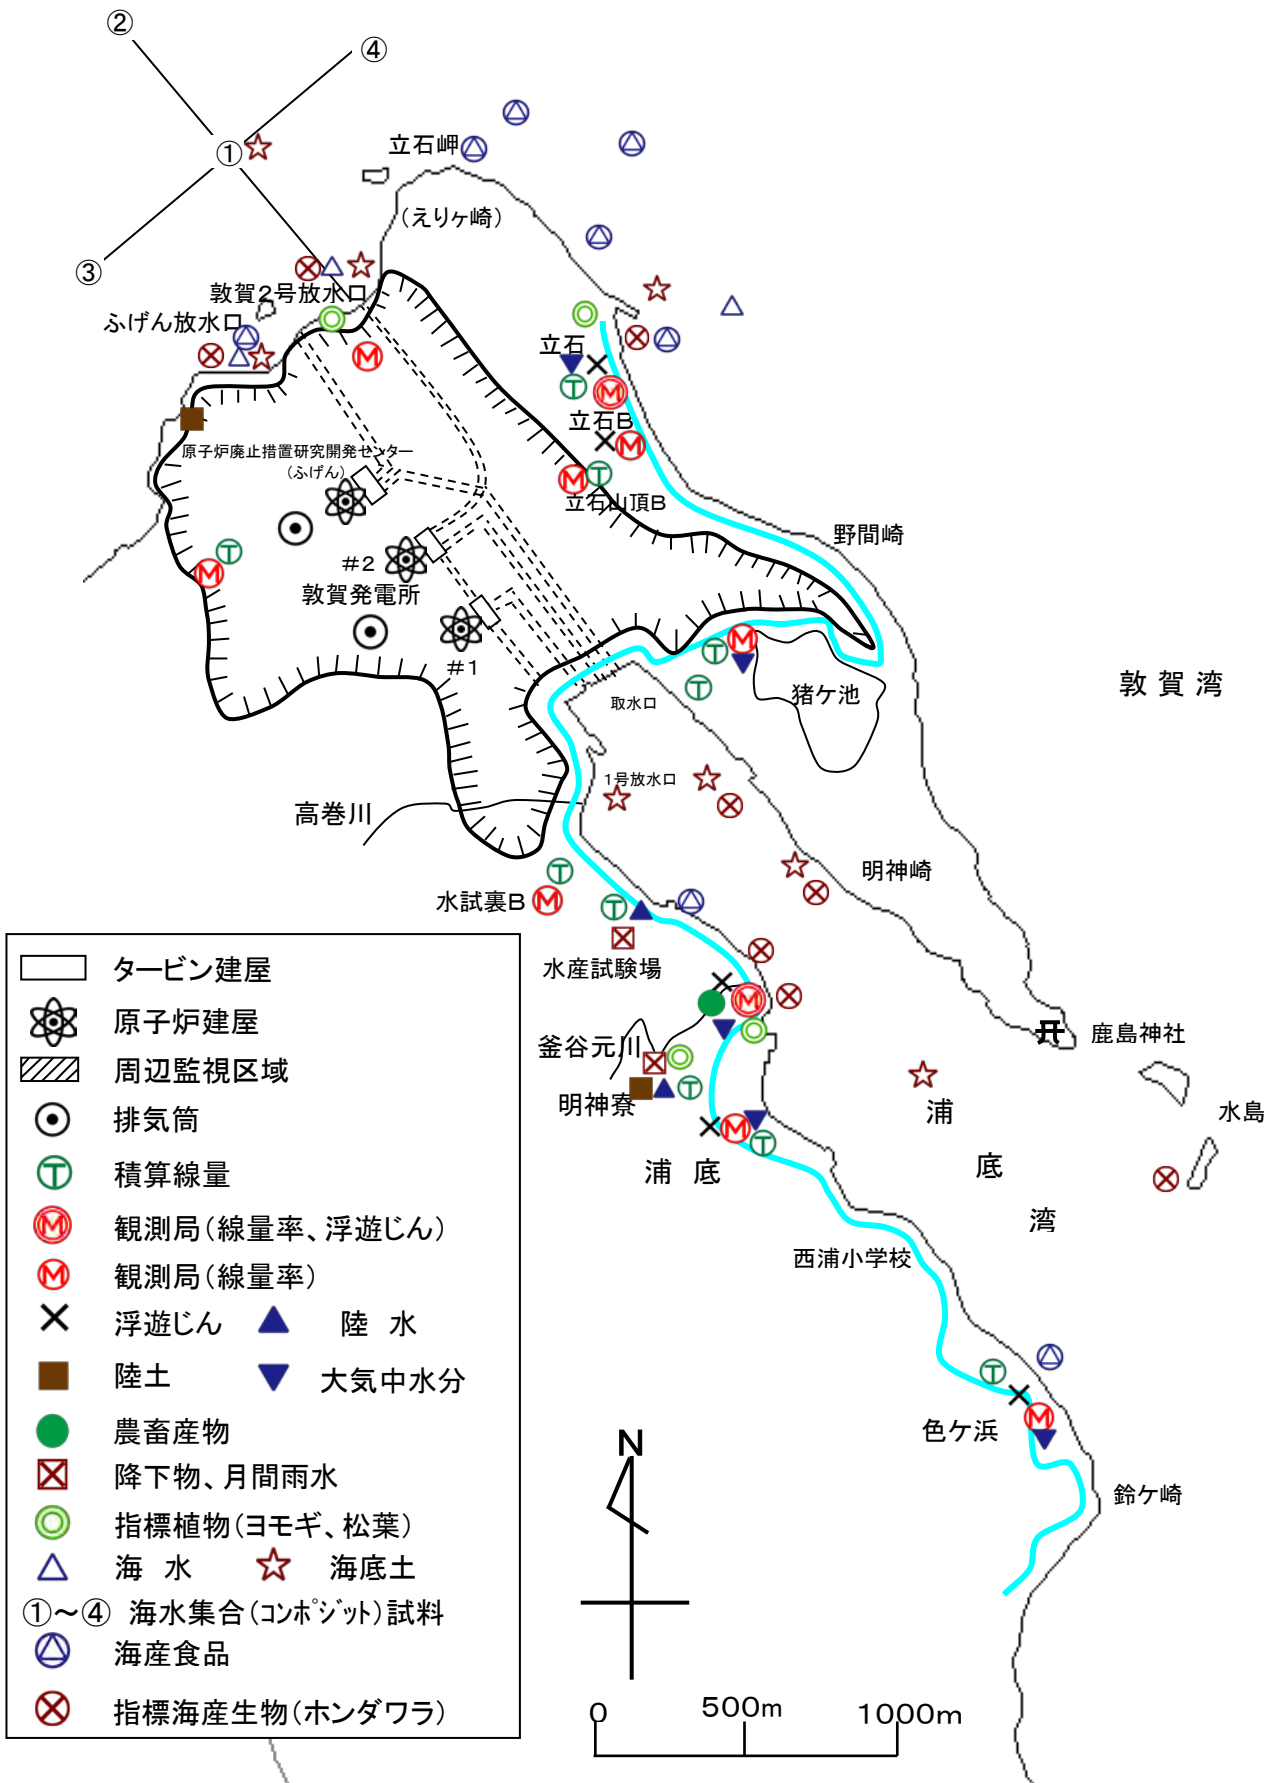 ②
④
立石岬
①
(えりヶ崎)
③
敦賀2号放水口
ふげん放水口
立石
立石B
原子炉廃止措置研究開発センター
(ふげん)
立石山頂B
野間崎
#2
敦賀発電所
#1
敦賀湾
猪ケ池
取水口
1号放水口
高巻川
明神崎
水試裏B
水産試験場
鹿島神社
釜谷元川
明神寮
水島
浦底湾
浦底
西浦小学校
色ケ浜
鈴ケ崎
タービン建屋
原子炉建屋
周辺監視区域
排気筒
T 積算線量
M 観測局(線量率、浮遊じん)
M 観測局(線量率)
浮遊じん 陸 水
陸土 大気中水分
農畜産物
降下物、月間雨水
指標植物(ヨモギ、松葉)
海 水 海底土
①~④ 海水集合(コンポジット)試料
海産食品
指標海産生物(ホンダワラ)
N
0 500m 1000m